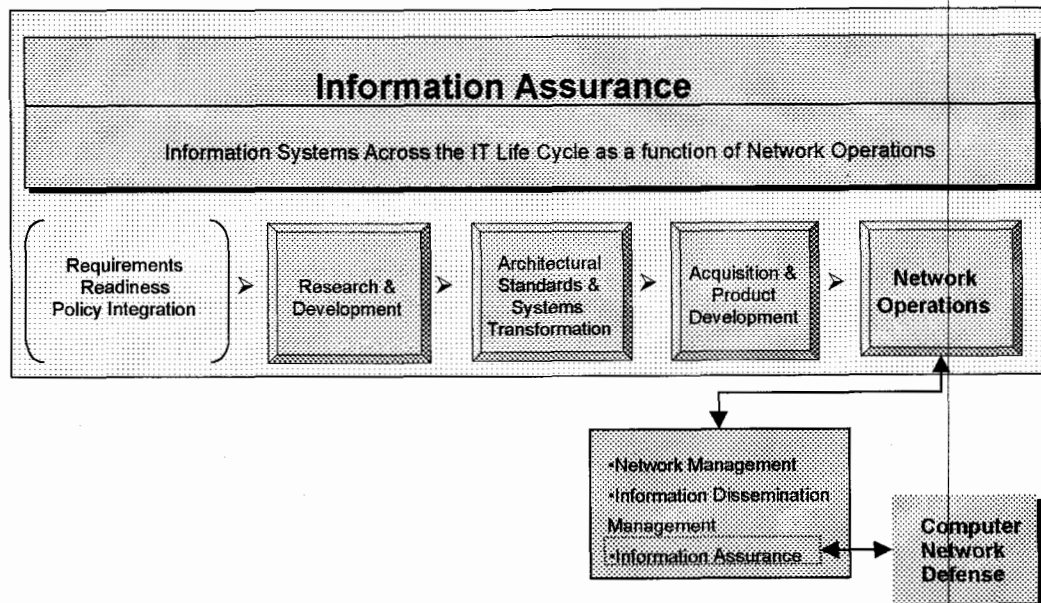 Information Assurance
Information Systems Across the IT Life Cycle as a function of Network Operations
Requirements
Readiness
Policy Integration
Research &
Development
Architectural
Standards &
Systems
Transformation
Acquisition &
Product
Development
Network
Operations
•Network Management
•Information Dissemination
Management
•Information Assurance
Computer
Network
Defense